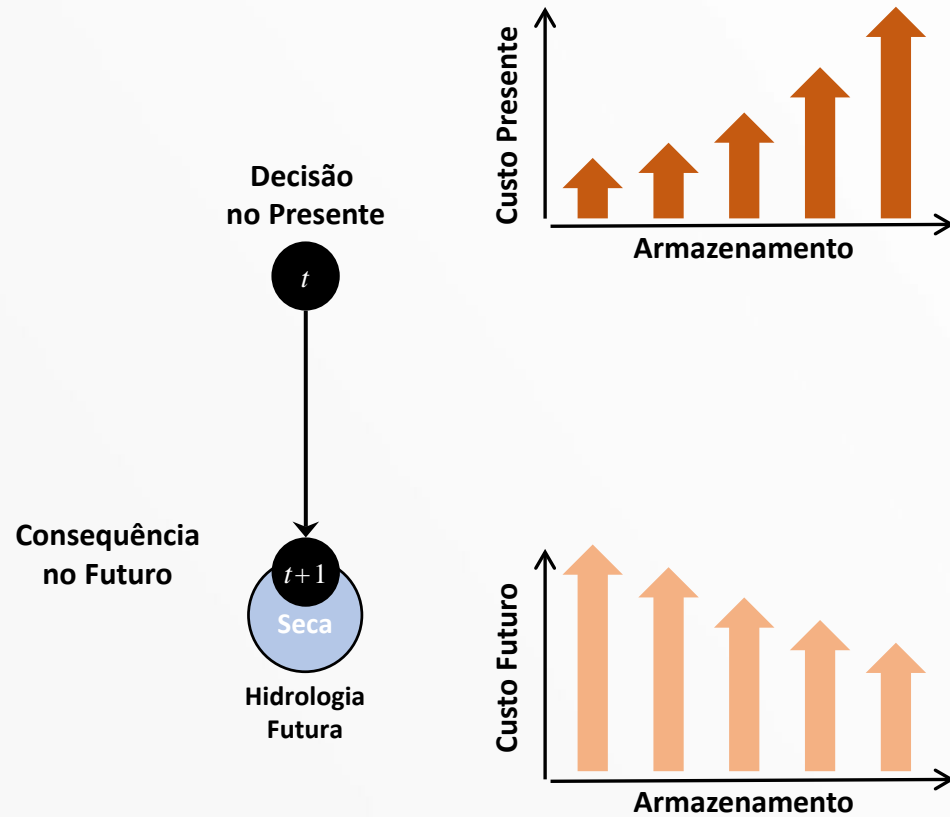 Custo Presente
Armazenamento
Decisão
no Presente
t
Consequência
no Futuro
t+1
Seca
Hidrologia
Futura
Custo Futuro
Armazenamento